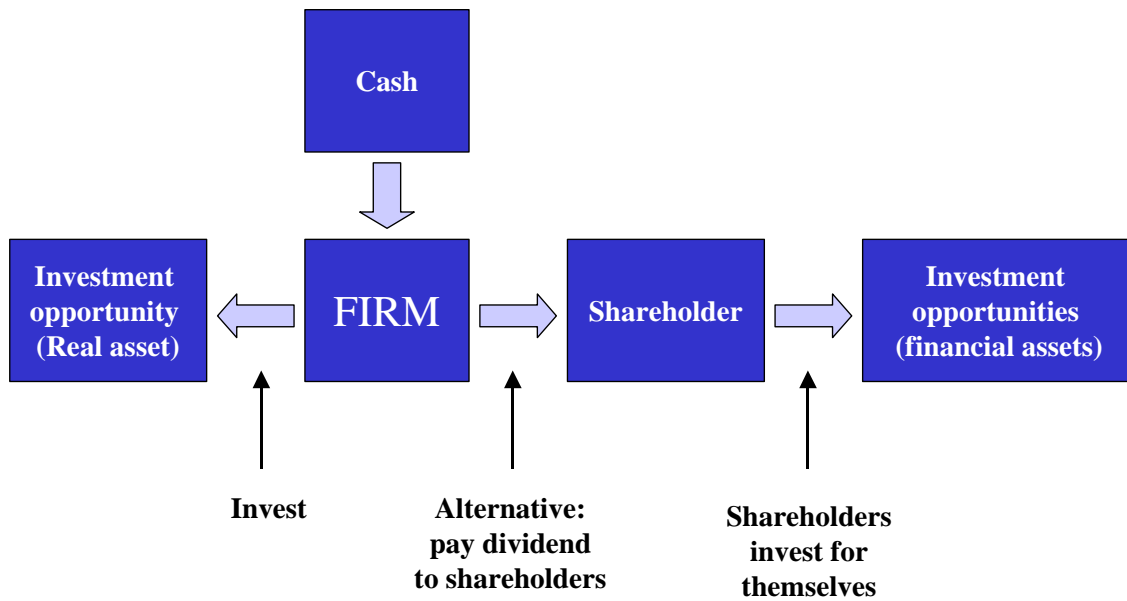 Cash
Investment
opportunity
(Real asset)
FIRM
Shareholder
Investment
opportunities
(financial assets)
Invest
Alternative:
pay dividend
to shareholders
Shareholders
invest for
themselves